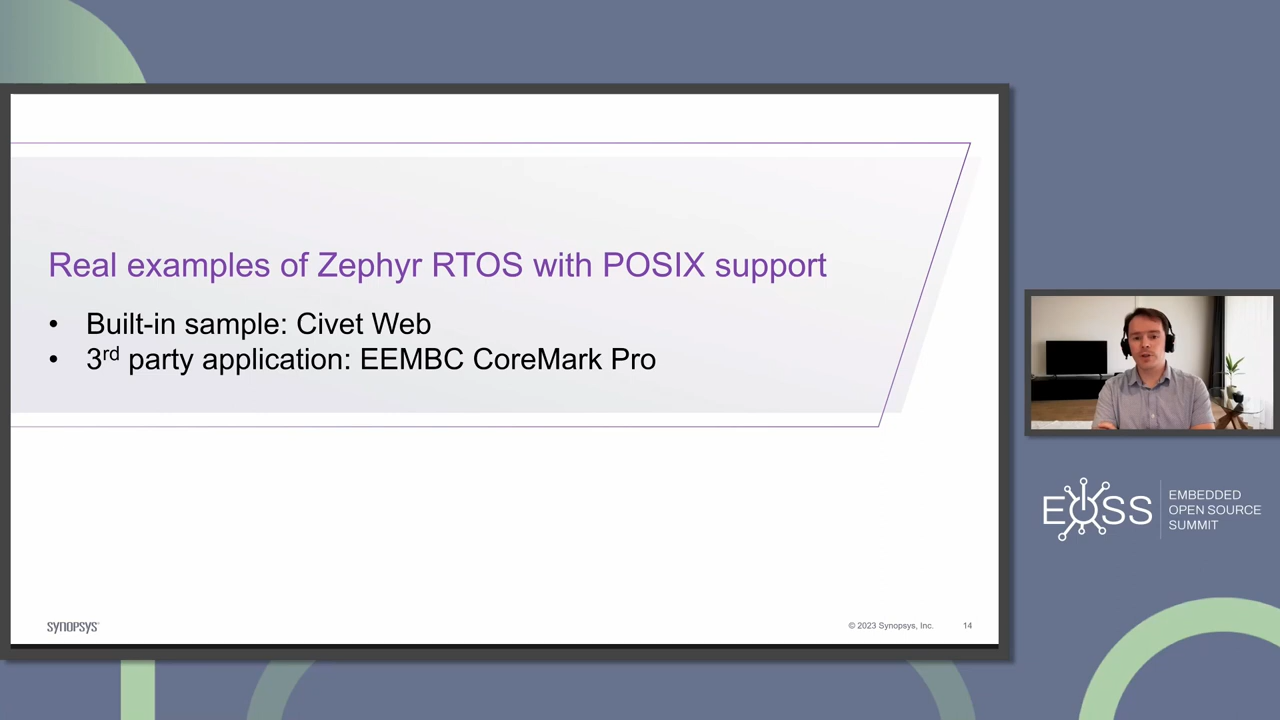 Real examples of Zephyr RTOS with POSIX support
• Built-in sample: Civet Web
• 3rd party application: EEMBC CoreMark Pro
SYNOPSYS®
© 2023 Synopsys, Inc. 14
EOSS
EMBEDDED
OPEN SOURCE
SUMMIT